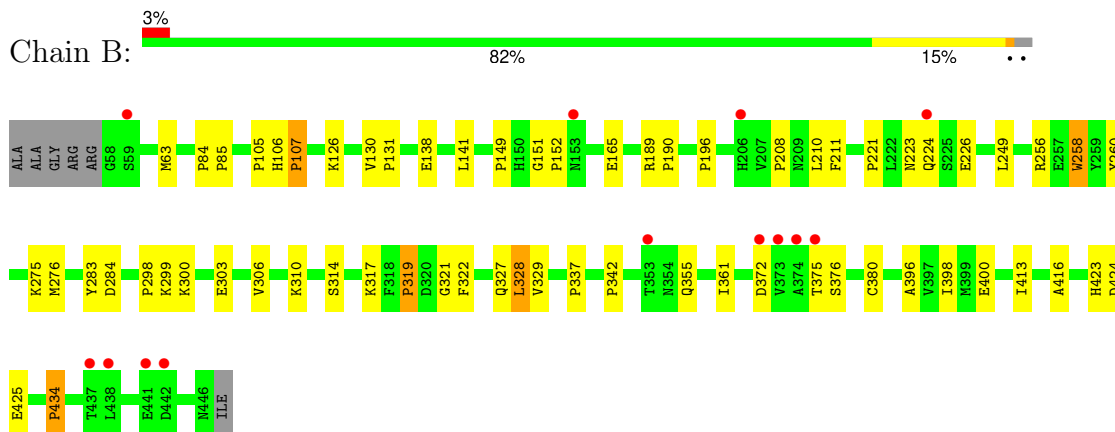 3%
Chain B:
82% 15% • •
ALA ALA GLY ARG ARG G58 S59 M63 P84 P85 P105 H106 P107 K126 V130 P131 E138 L141 P149 H150 G151 P152 N153 E165 R189 P190 P196 H206 V207 P208 N209 L210 F211 P221 L222 N223 Q224 S225 E226 L249 R256 E257 W258 Y259 Y260
K275 M276 Y283 D284 P298 K299 K300 E303 V306 K310 S314 K317 F318 P319 D320 G321 F322 Q327 L328 V329 P337 P342 T353 N354 Q355 I361 D372 V373 A374 T375 S376 C380 A396 V397 I398 M399 E400 I413 A416 H423 D424
E425 P434 T437 L438 E441 D442 N446 ILE